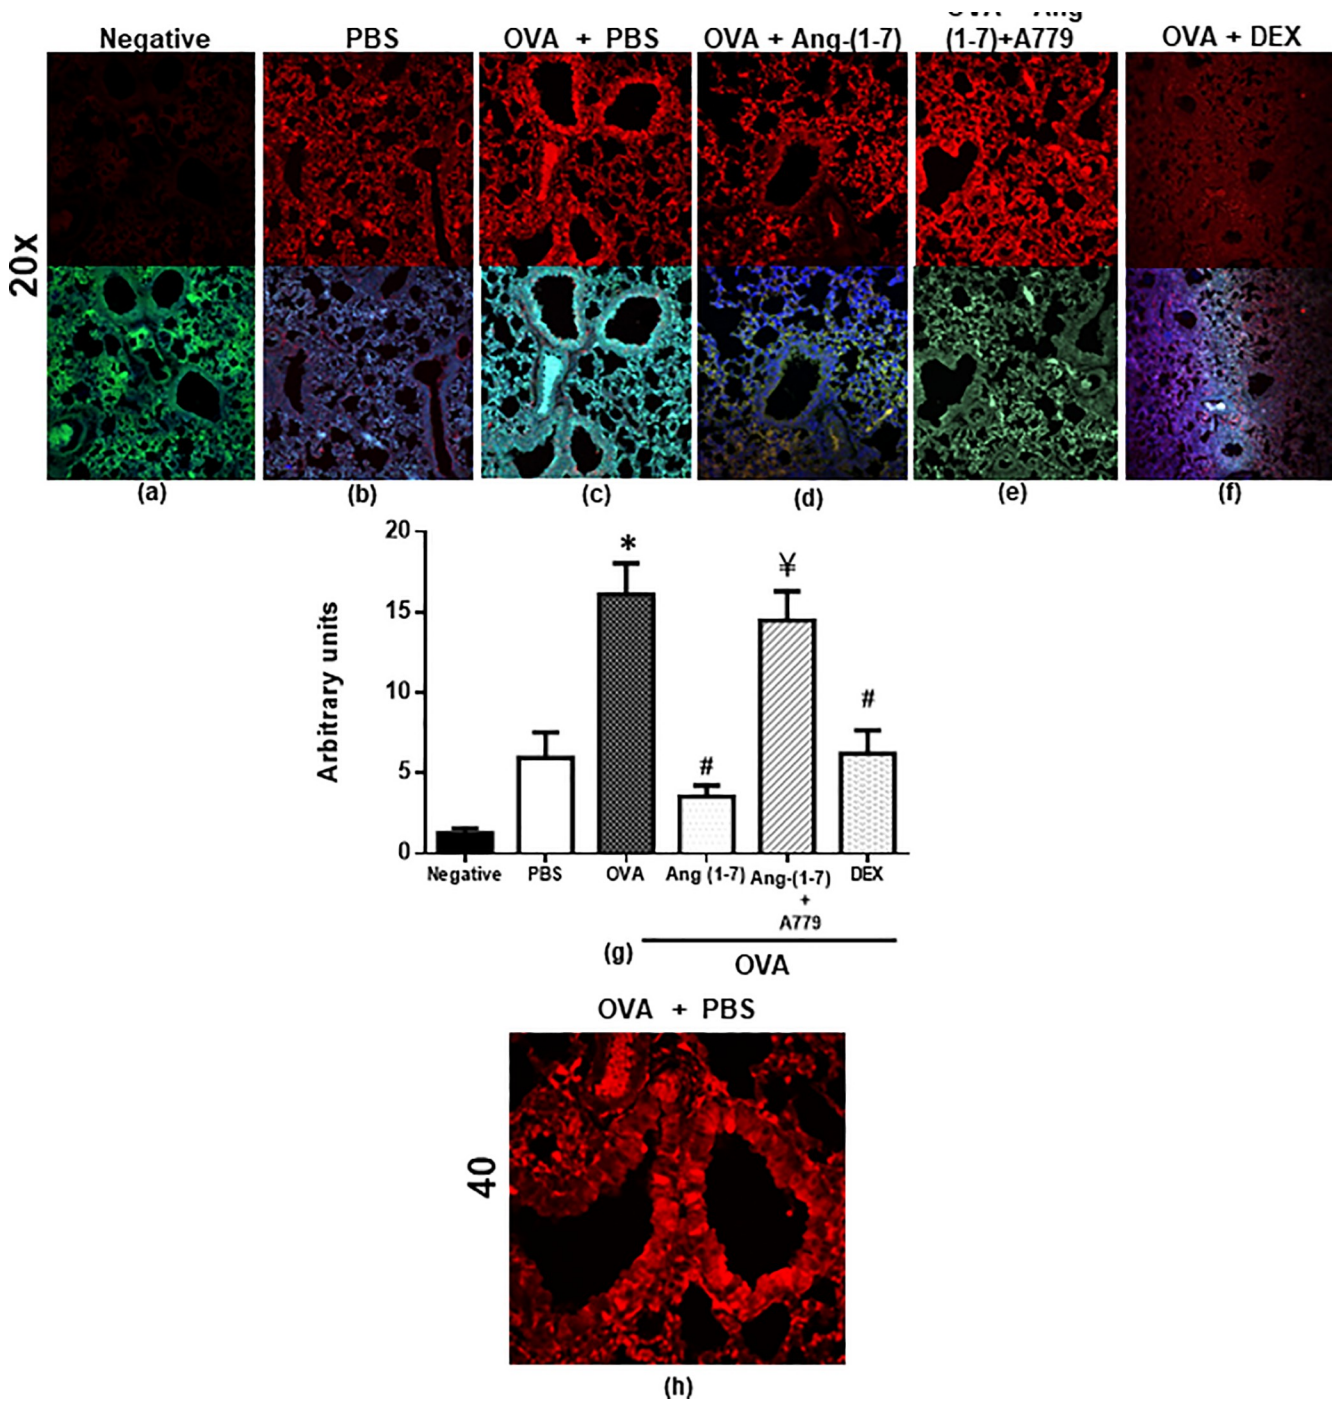 Negative
PBS
OVA + PBS
OVA + Ang-(1-7)
(1-7)+A779
OVA + DEX
20x
(a)
(b)
(c)
(d)
(e)
(f)
20
15
10
5
0
Arbitrary units
*
#
¥
#
Negative
PBS
OVA
Ang (1-7)
Ang-(1-7)
+
A779
DEX
(g)
OVA
OVA + PBS
40
(h)